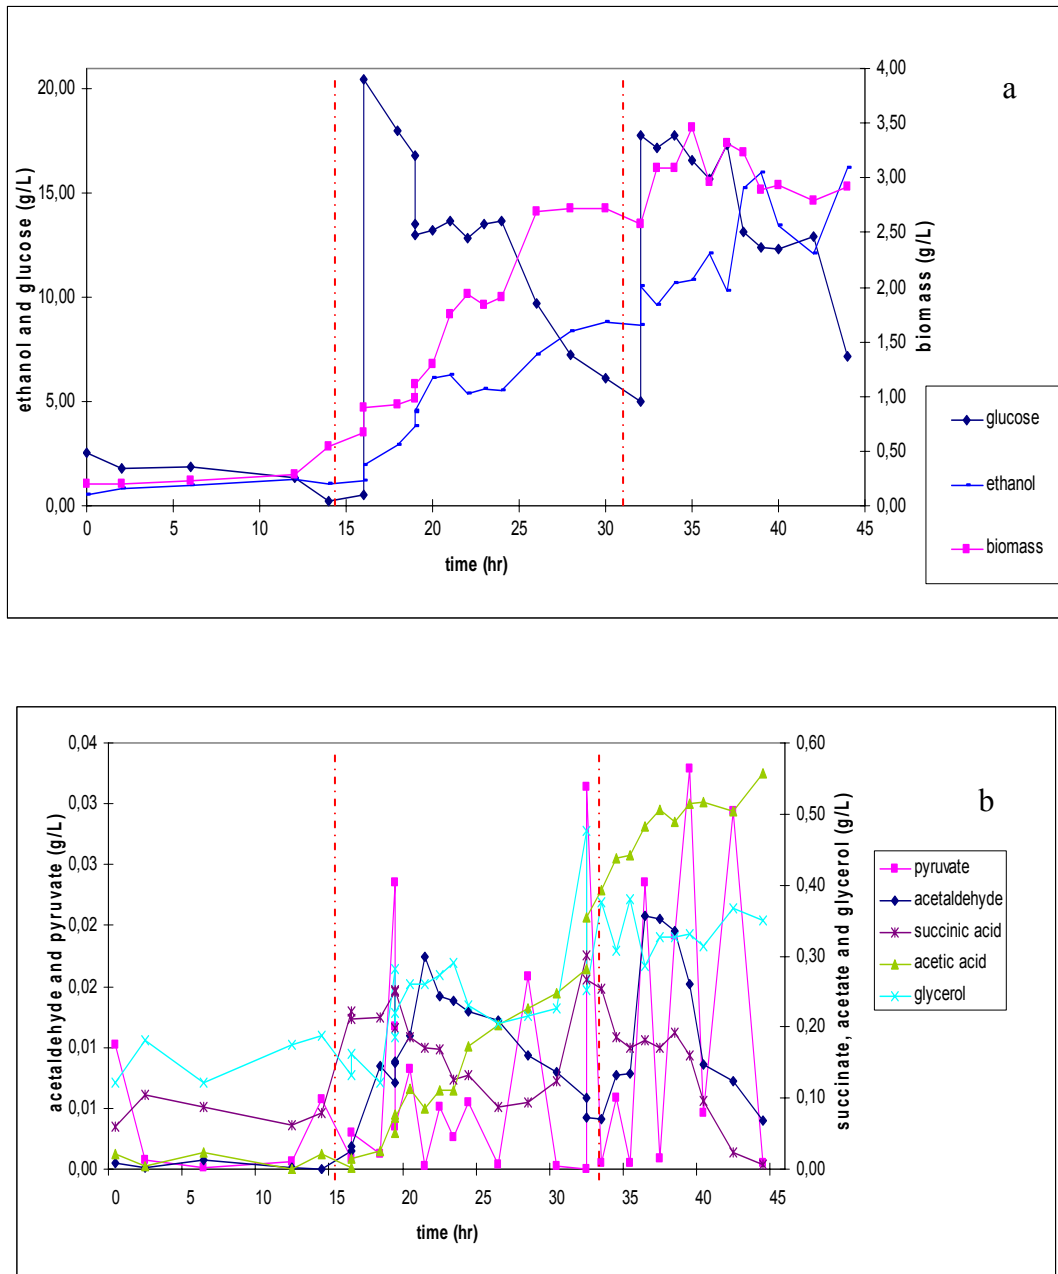 a
ethanol and glucose (g/L)
20,00
15,00
10,00
5,00
0,00
4,00
3,50
3,00
2,50
2,00
1,50
1,00
0,50
0,00
biomass (g/L)
0 5 10 15 20 25 30 35 40 45
time (hr)
glucose
ethanol
biomass
b
acetaldehyde and pyruvate (g/L)
0,04
0,03
0,03
0,02
0,02
0,01
0,01
0,00
0,60
0,50
0,40
0,30
0,20
0,10
0,00
succinate, acetate and glycerol (g/L)
0 5 10 15 20 25 30 35 40 45
time (hr)
pyruvate
acetaldehyde
succinic acid
acetic acid
glycerol